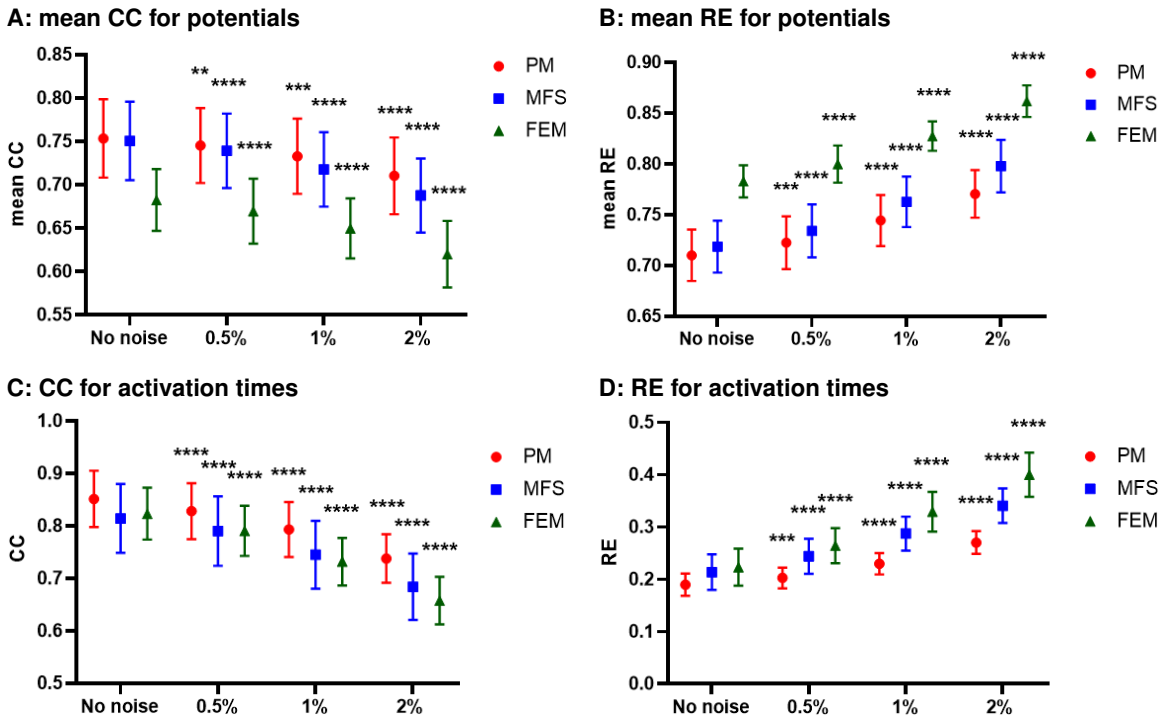 A: mean CC for potentials
0.85
0.80
0.75
0.70
0.65
0.60
0.55
mean CC
** **** ****
*** **** ****
**** **** ****
No noise 0.5% 1% 2%
PM
MFS
FEM
B: mean RE for potentials
0.90
0.85
0.80
0.75
0.70
0.65
mean RE
*** **** ****
**** **** ****
**** **** ****
No noise 0.5% 1% 2%
PM
MFS
FEM
C: CC for activation times
1.0
0.9
0.8
0.7
0.6
0.5
CC
**** **** ****
**** **** ****
**** **** ****
No noise 0.5% 1% 2%
PM
MFS
FEM
D: RE for activation times
0.5
0.4
0.3
0.2
0.1
0.0
RE
*** **** ****
**** **** ****
**** **** ****
No noise 0.5% 1% 2%
PM
MFS
FEM